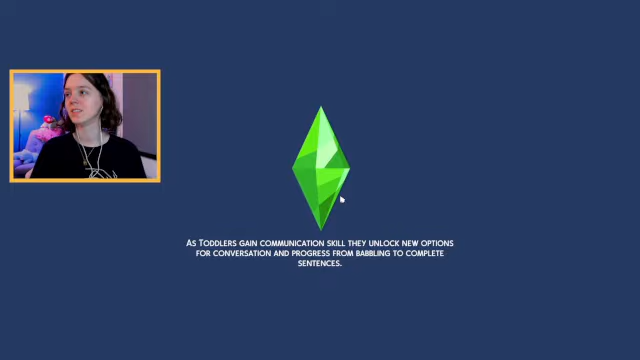 As Toddlers gain communication skill they unlock new options
for conversation and progress from babbling to complete
sentences.